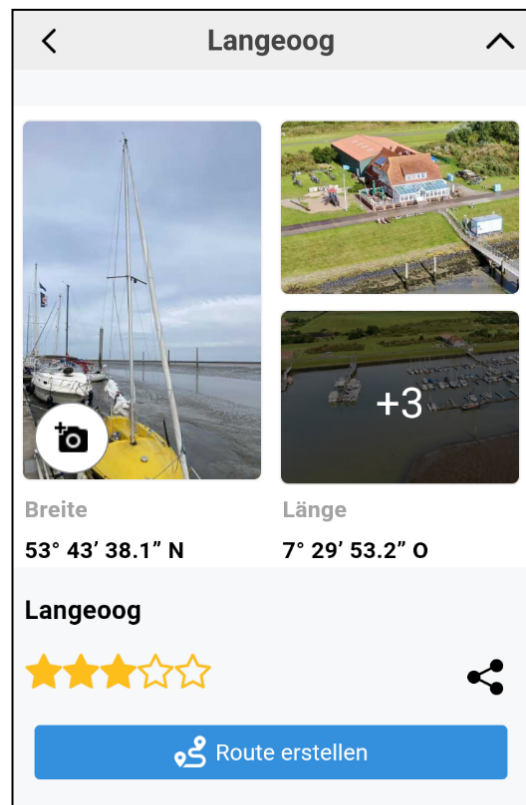 Langeoog
+3
Breite
Länge
53° 43’ 38.1” N
7° 29’ 53.2” O
Langeoog
Route erstellen